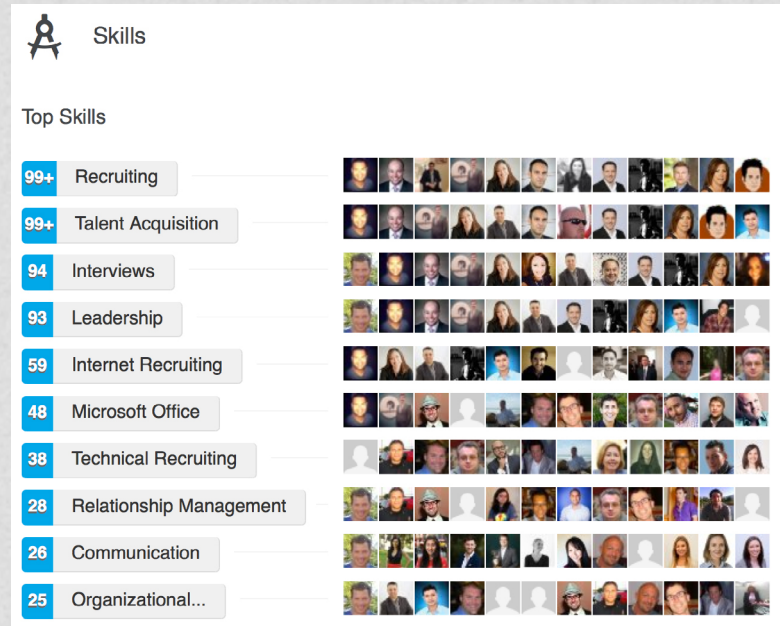 Skills
Top Skills
99+ Recruiting
99+ Talent Acquisition
94 Interviews
93 Leadership
59 Internet Recruiting
48 Microsoft Office
38 Technical Recruiting
28 Relationship Management
26 Communication
25 Organizational...